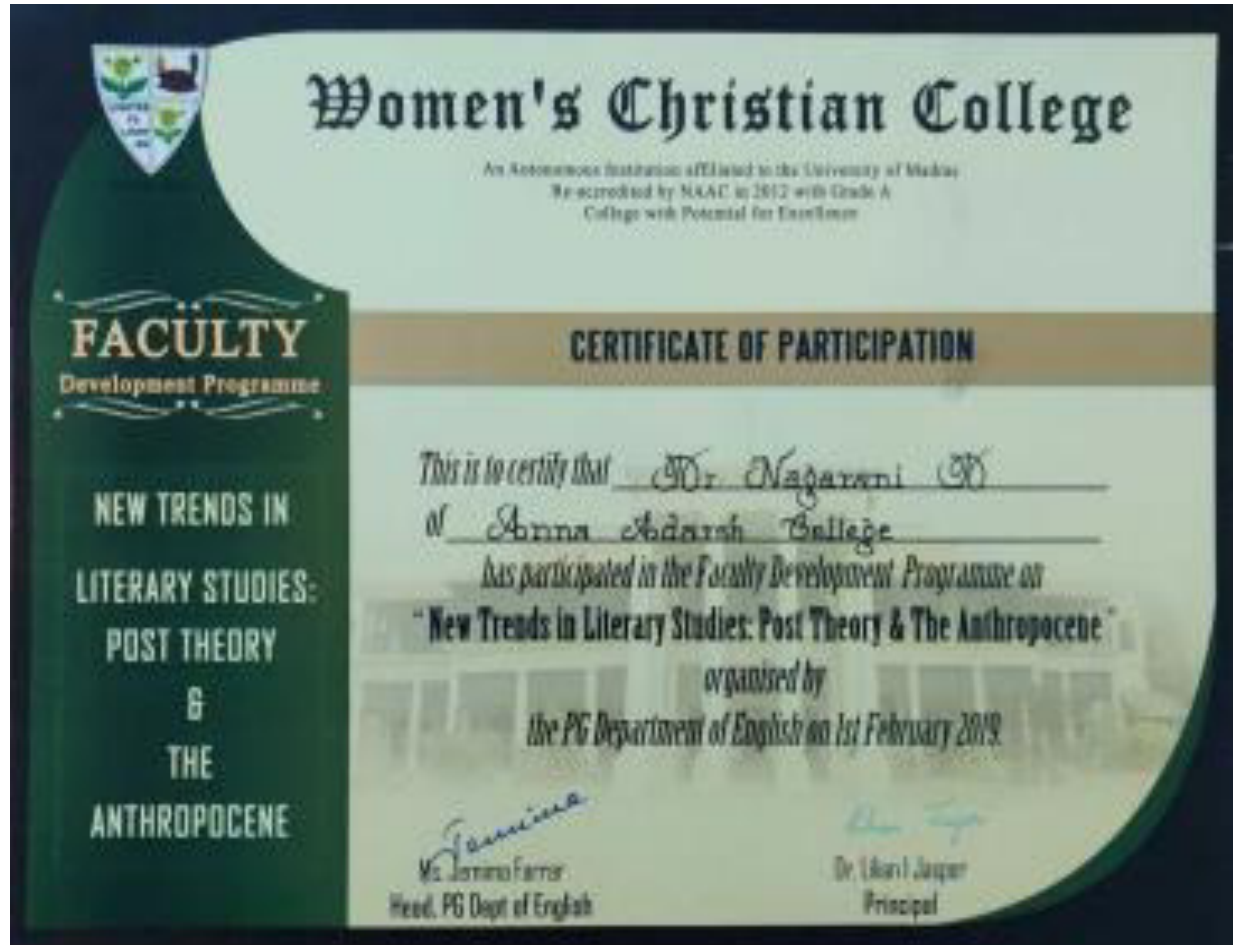 Women's Christian College
An Autonomous Institution affiliated to the University of Madras
Re-accredited by NAAC in 2012 with Grade A
College with Potential for Excellence
FACULTY
Development Programme
NEW TRENDS IN
LITERARY STUDIES:
POST THEORY
&
THE
ANTHROPOCENE
CERTIFICATE OF PARTICIPATION
This is to certify that Dr Nagarani D
of Anna Adarsh College
has participated in the Faculty Development Programme on
"New Trends in Literary Studies: Post Theory & The Anthropocene"
organised by
the PG Department of English on 1st February 2019.
Ms. Jemima Farrar
Head, PG Dept of English
Dr. Lilian I Jasper
Principal